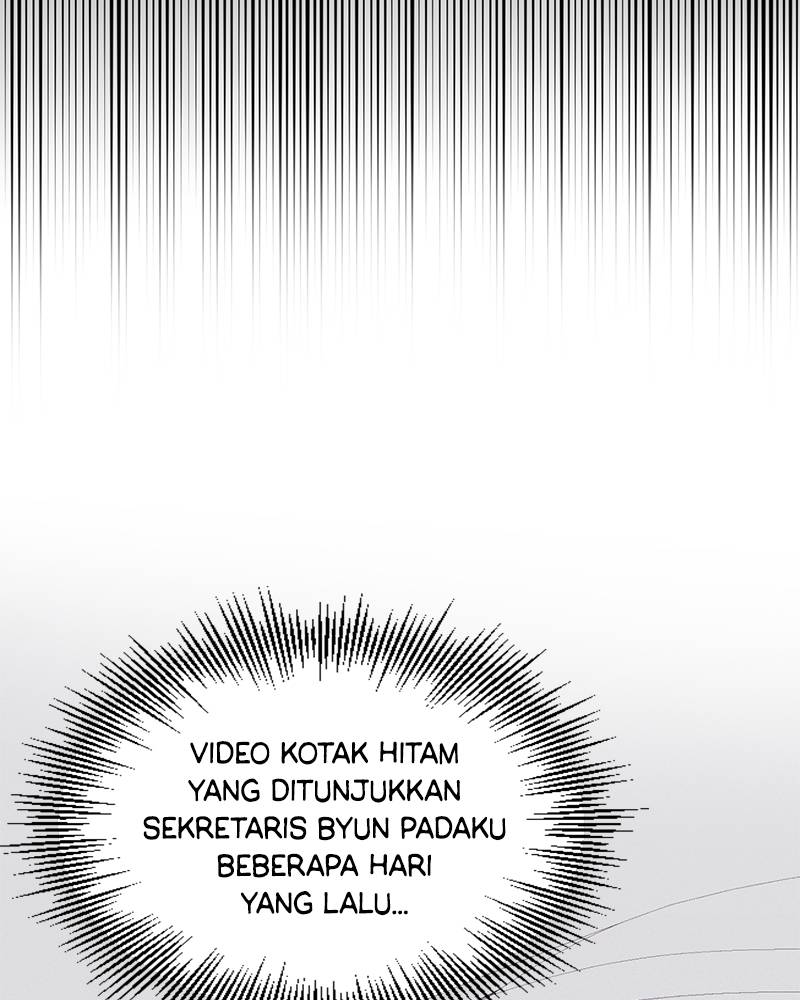 VIDEO KOTAK HITAM
YANG DITUNJUKKAN
SEKRETARIS BYUN PADAKU
BEBERAPA HARI
YANG LALU...